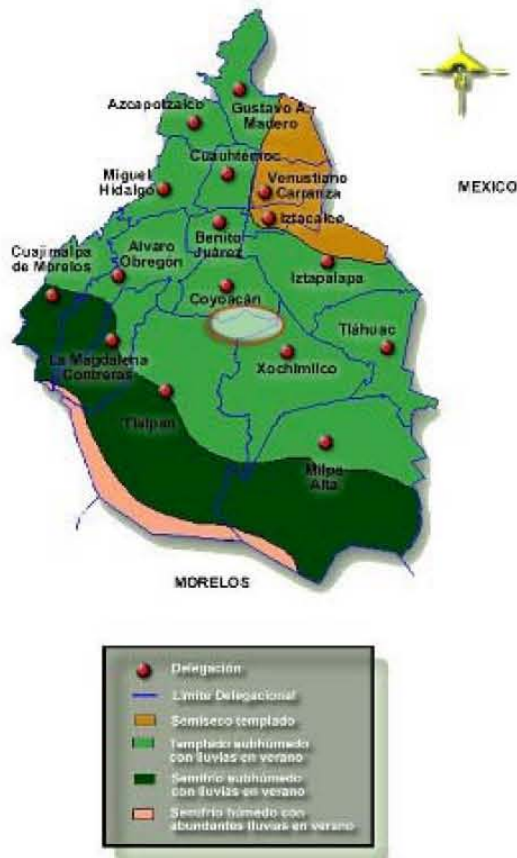 Azcapotzalco
Gustavo A.
Madero
Cuauhtémoc
Miguel
Hidalgo
Venustiano
Carranza
MEXICO
Iztacalco
Benito
Juárez
Alvaro
Obregón
Cuajimalpa
de Morelos
Iztapalapa
Coyoacán
Tláhuac
La Magdalena
Contreras
Xochimilco
Tlalpan
Milpa
Alta
MORELOS
Delegación
Límite Delegacional
Semiseco templado
Templado subhúmedo
con lluvias en verano
Semifrío subhúmedo
con lluvias en verano
Semifrío húmedo con
abundantes lluvias en verano